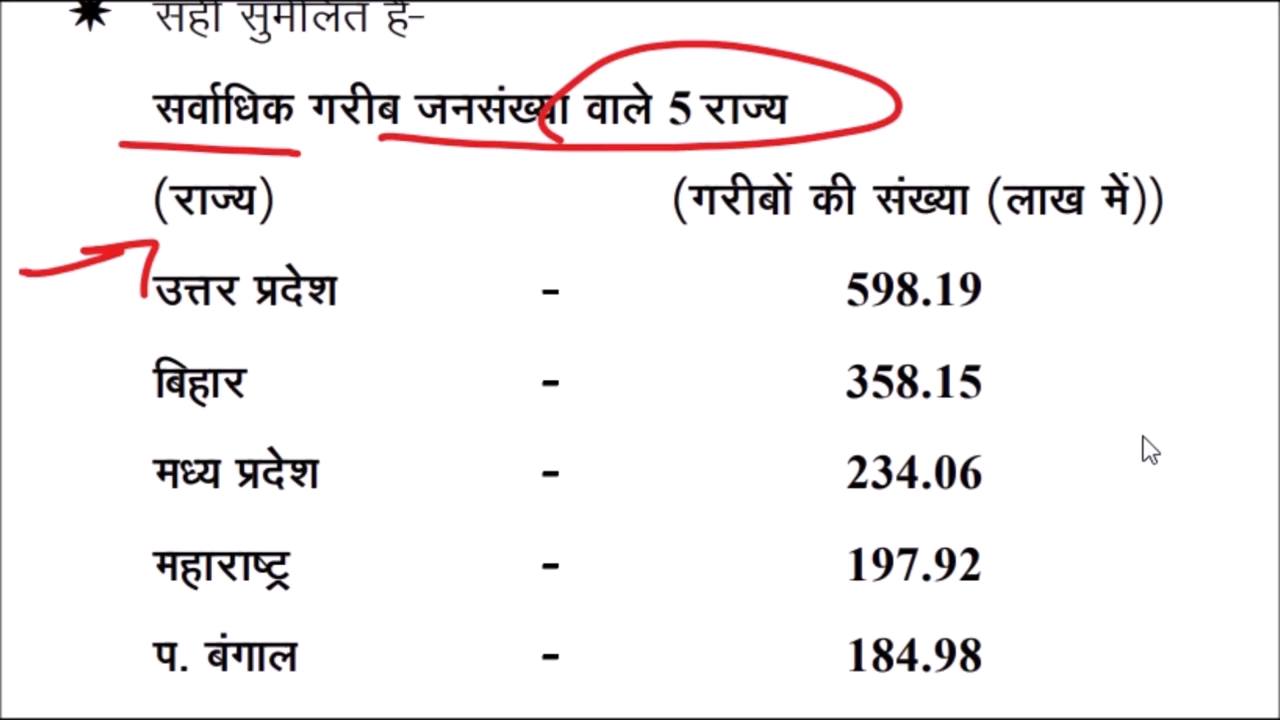 सही सुमेलित है-
सर्वाधिक गरीब जनसंख्या वाले 5 राज्य
(राज्य) (गरीबों की संख्या (लाख में))
उत्तर प्रदेश - 598.19
बिहार - 358.15
मध्य प्रदेश - 234.06
महाराष्ट्र - 197.92
प. बंगाल - 184.98